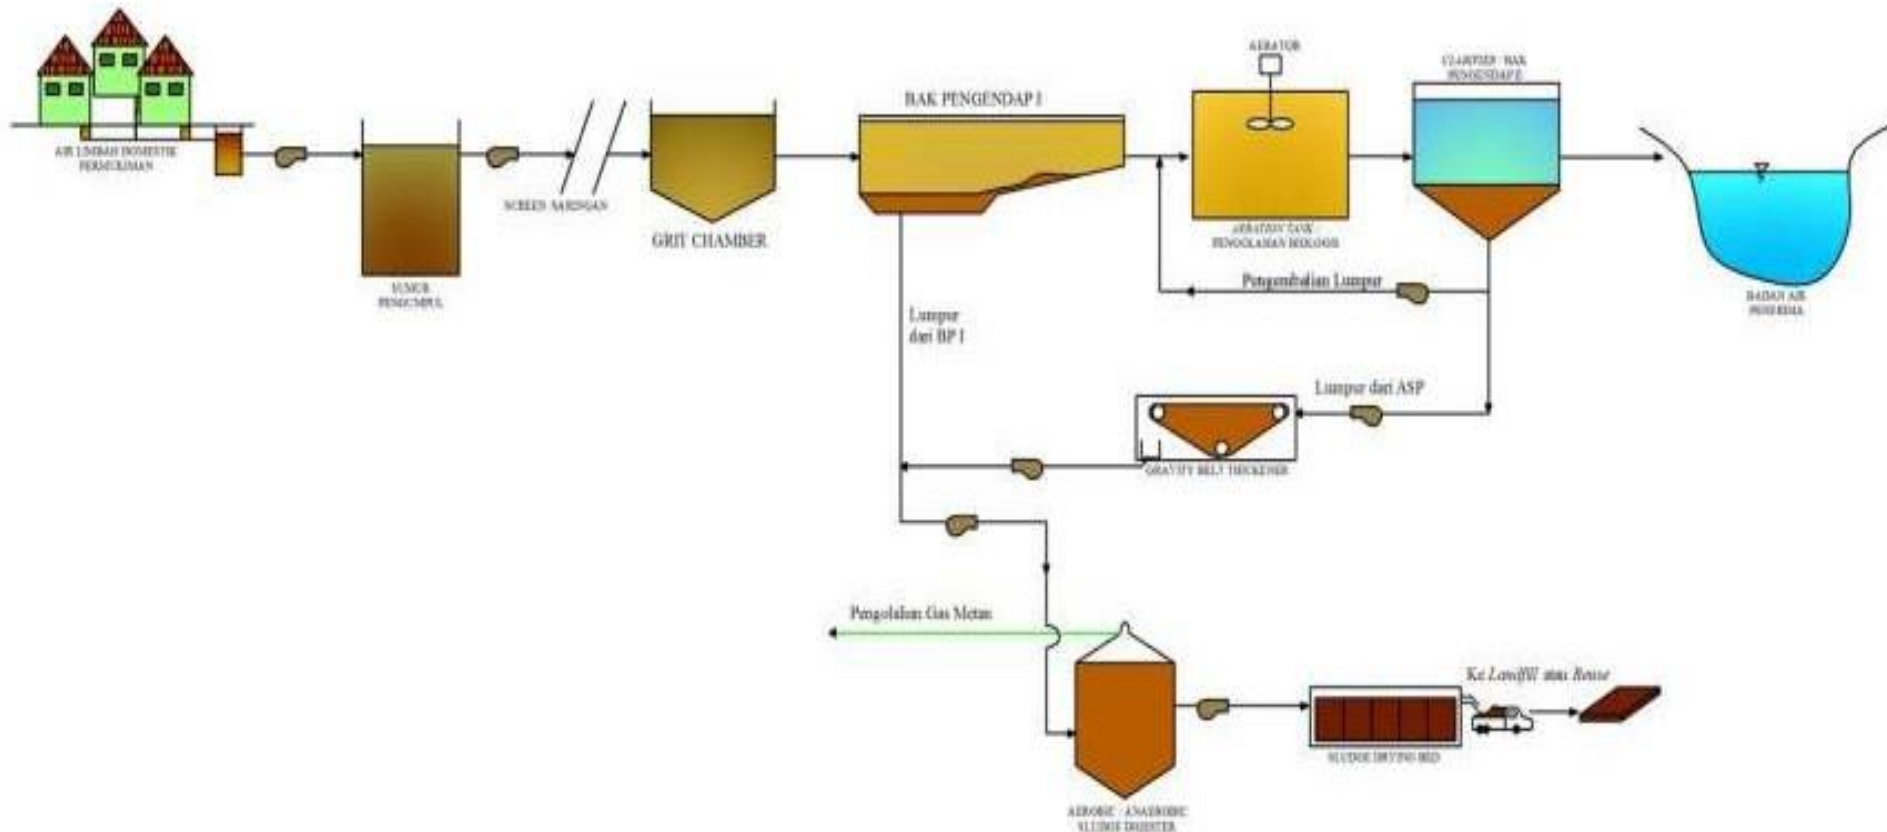 AERATOR
CLARIFIER / BAK
PENGENDAP II
BAK PENGENDAP I
AIR LIMBAH DOMESTIK
PERMUKIMAN
SCREEN/SARINGAN
GRIT CHAMBER
AERATION TANK
PENGOLAHAN BIOLOGIS
SUMUR
PENGUMPUL
Pengembalian Lumpur
BADAN AIR
PENERIMA
Lumpur
dari BP I
Lumpur dari ASP
GRAVITY BELT THICKENER
Pengolahan Gas Metan
Ke Landfill atau Reuse
SLUDGE DRYING BED
AEROBIC / ANAEROBIC
SLUDGE DIGESTER